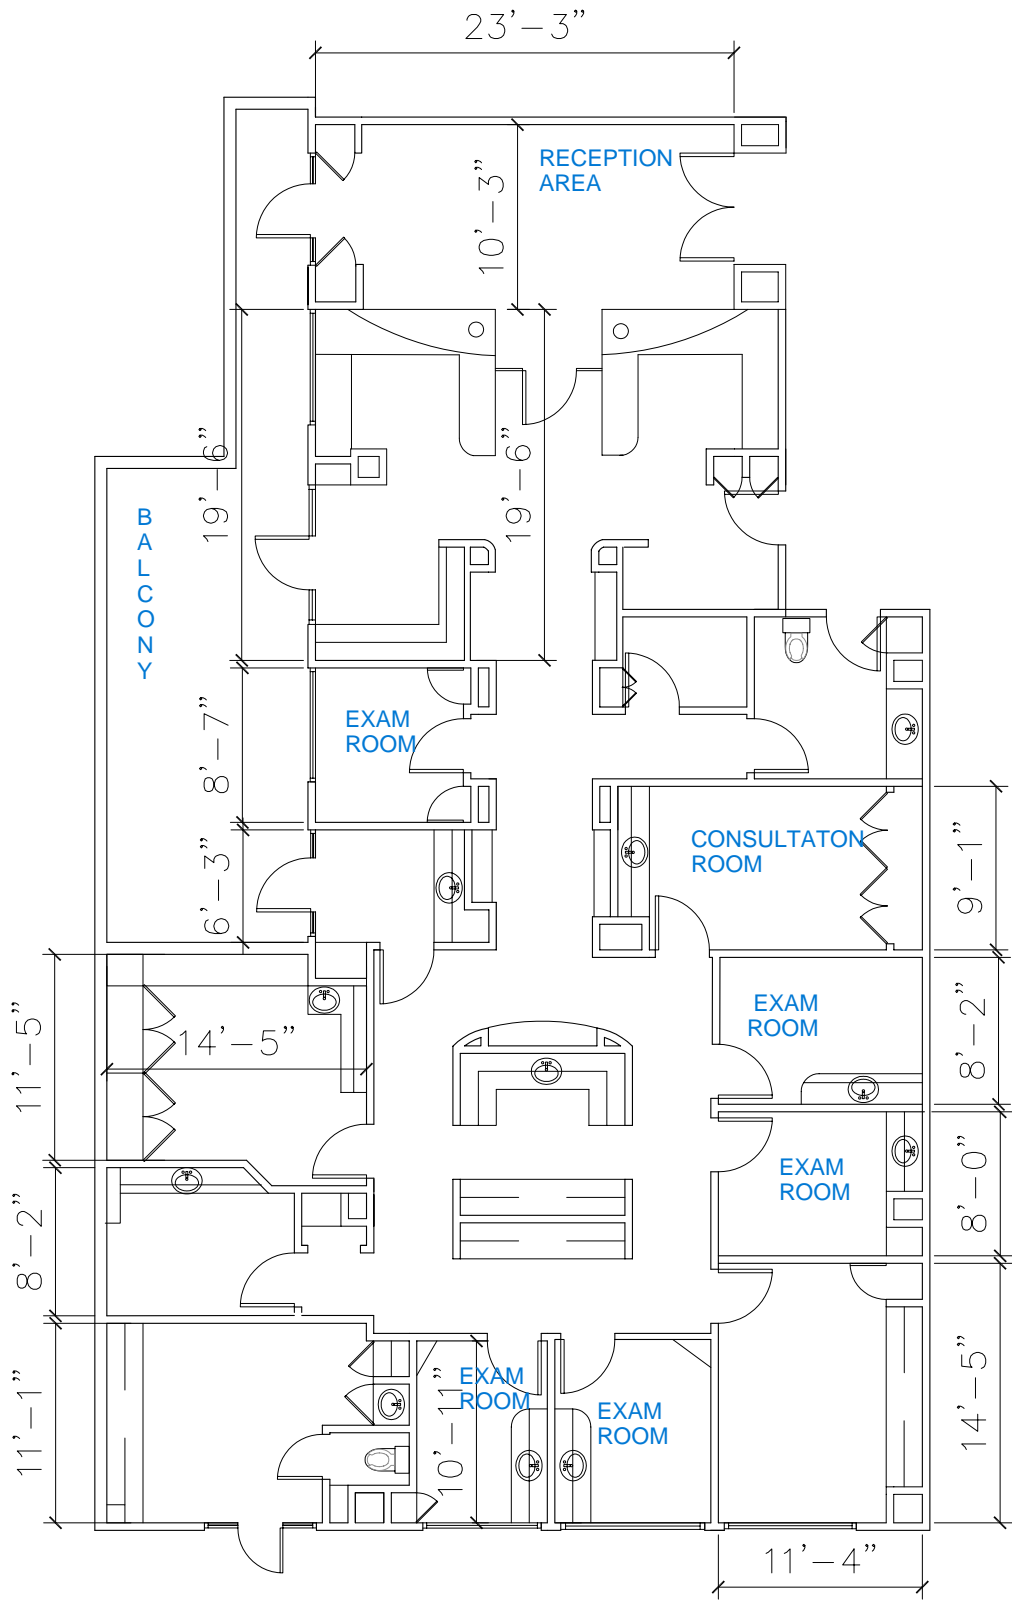 23'-3"
RECEPTION
AREA
10'-3"
19'-6"
19'-6"
B
A
L
C
O
N
Y
EXAM
ROOM
8'-7"
CONSULTATON
ROOM
6'-3"
9'-1"
EXAM
ROOM
8'-2"
11'-5"
14'-5"
EXAM
ROOM
8'-0"
8'-2"
EXAM
ROOM
10'-11"
EXAM
ROOM
11'-1"
14'-5"
11'-4"